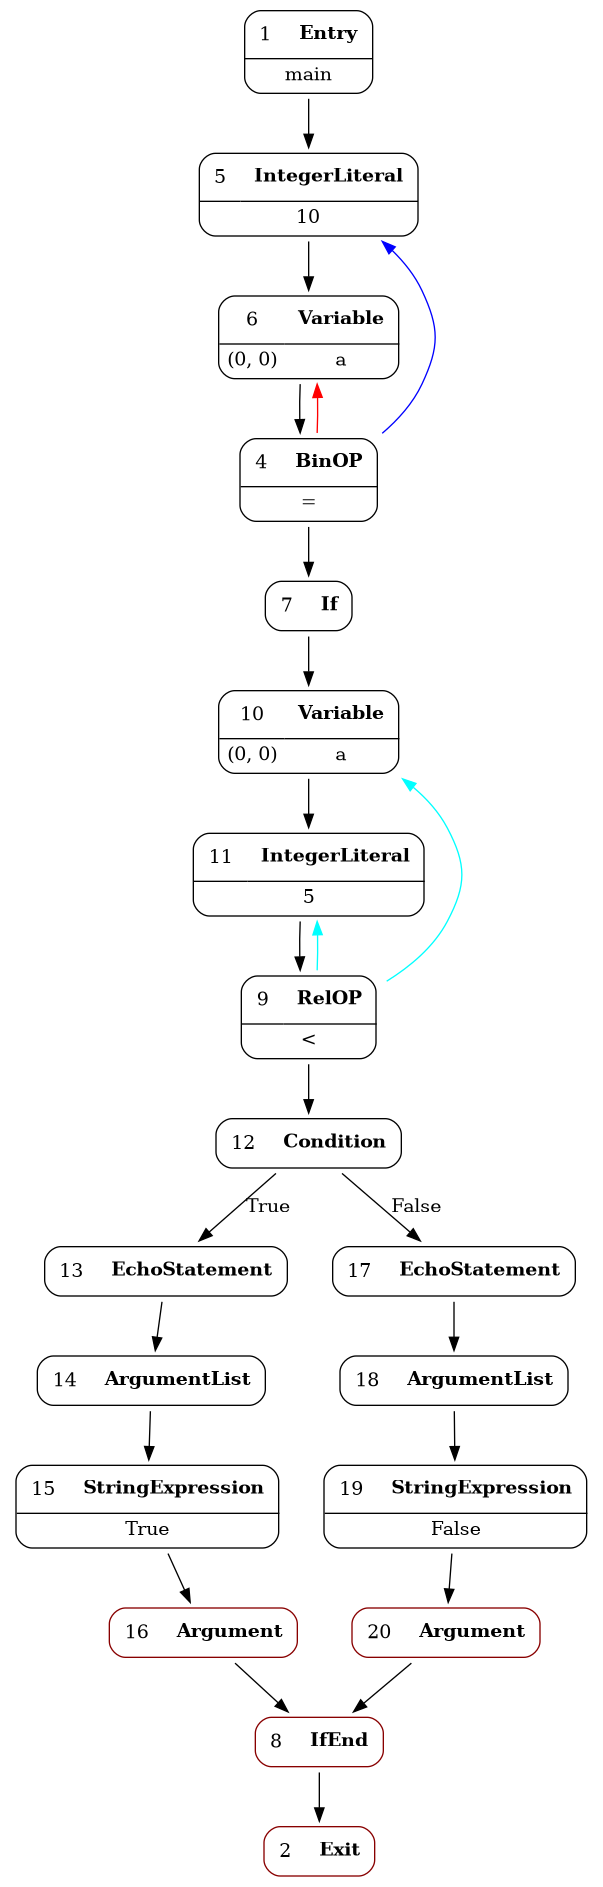 1 Entry
main
5 IntegerLiteral
10
6 Variable
(0, 0) a
4 BinOP
=
7 If
10 Variable
(0, 0) a
11 IntegerLiteral
5
9 RelOP
<
12 Condition
True False
13 EchoStatement
17 EchoStatement
14 ArgumentList
18 ArgumentList
15 StringExpression
True
19 StringExpression
False
16 Argument
20 Argument
8 IfEnd
2 Exit